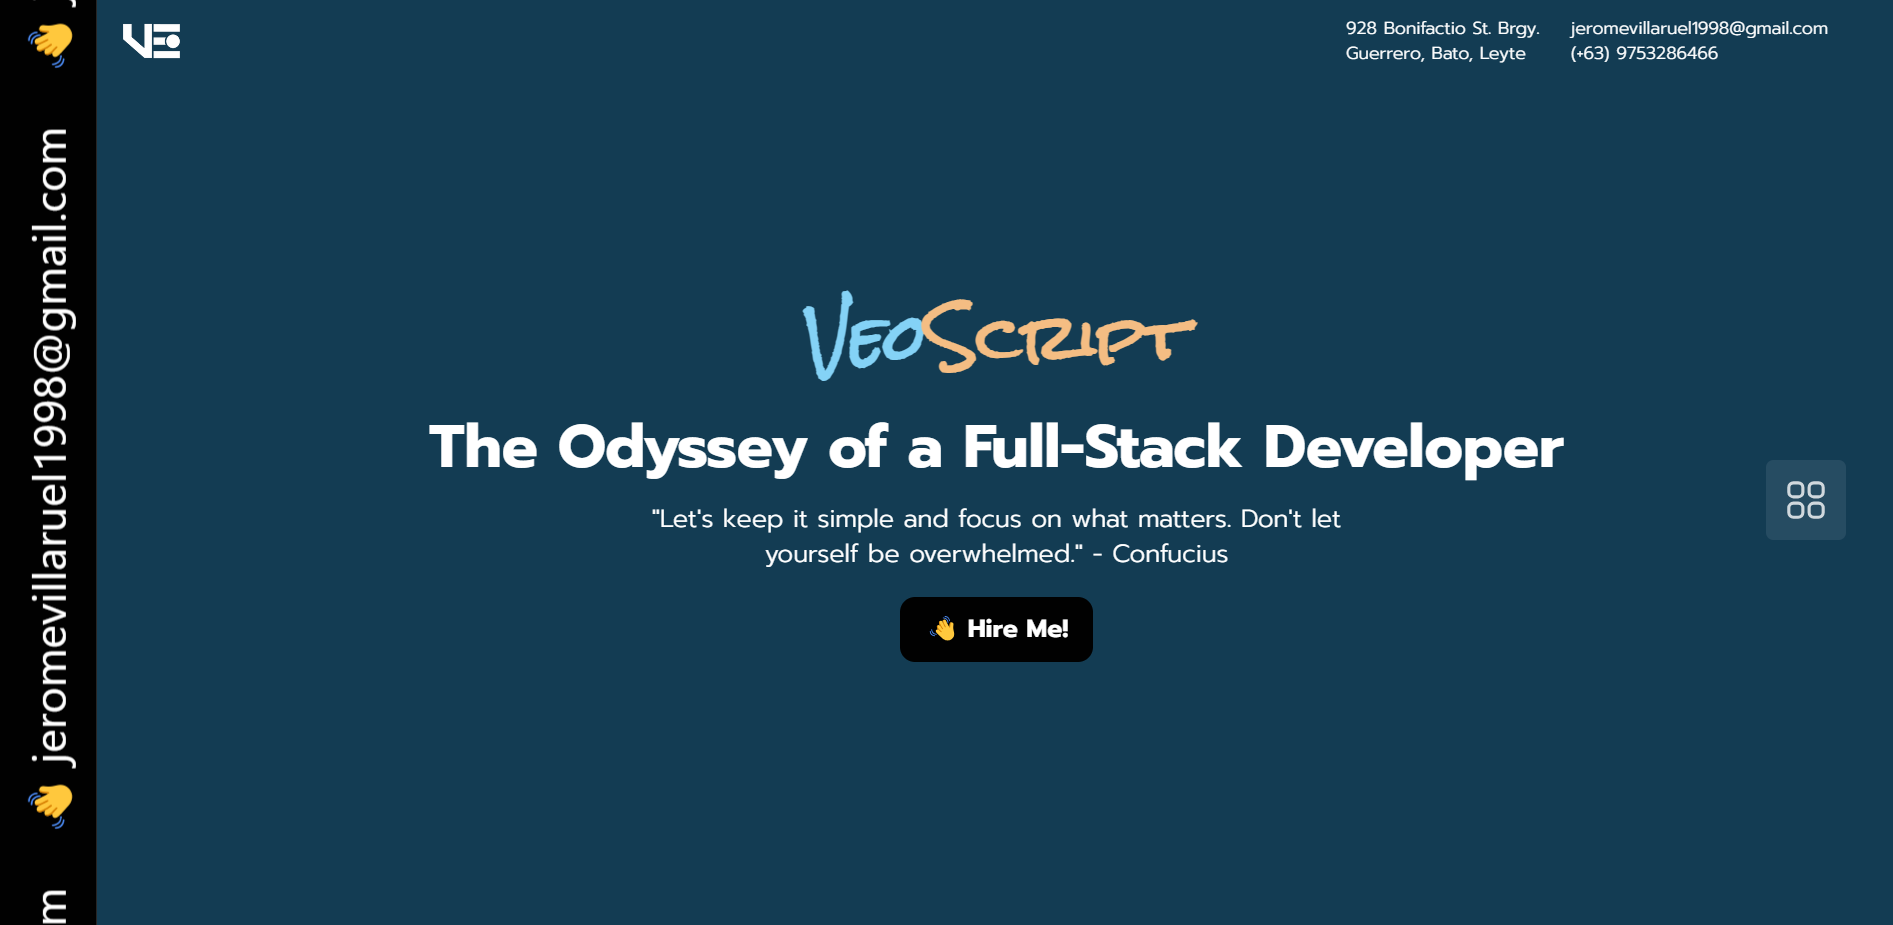 jeromevillaruel1998@gmail.com
m
928 Bonifactio St. Brgy.
Guerrero, Bato, Leyte
jeromevillaruel1998@gmail.com
(+63) 9753286466
VeoScript
The Odyssey of a Full-Stack Developer
"Let's keep it simple and focus on what matters. Don't let
yourself be overwhelmed." - Confucius
👋 Hire Me!